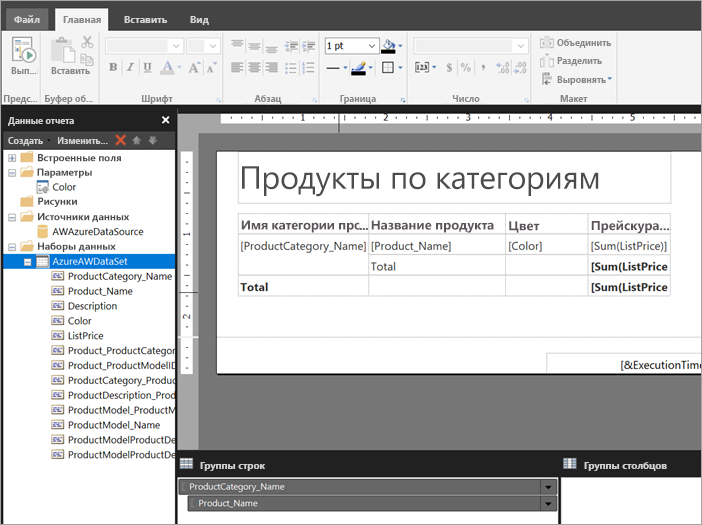 Файл Главная Вставить Вид
Вып... Вставить
1 pt
Объединить
Разделить
Выровнять
B I U A A A
$ %
Предс... Буфер об... Шрифт Абзац Граница Число Макет
Данные отчета
Создать Изменить...
Встроенные поля
Параметры
Color
Рисунки
Источники данных
AWAzureDataSource
Наборы данных
AzureAWDataSet
ProductCategory_Name
Product_Name
Description
Color
ListPrice
Product_ProductCategor
Product_ProductModelID
ProductCategory_Produc
ProductDescription_Prod
ProductModel_ProductM
ProductModel_Name
ProductModelProductDe
ProductModelProductDe
1 2 3 4 5
1
2
Продукты по категориям
Имя категории прс... Название продукта Цвет Прейскура...
[ProductCategory_Name] [Product_Name] [Color] [Sum(ListPrice)]
Total [Sum(ListPrice
Total [Sum(ListPrice
[&ExecutionTime
Группы строк Группы столбцов
ProductCategory_Name
Product_Name